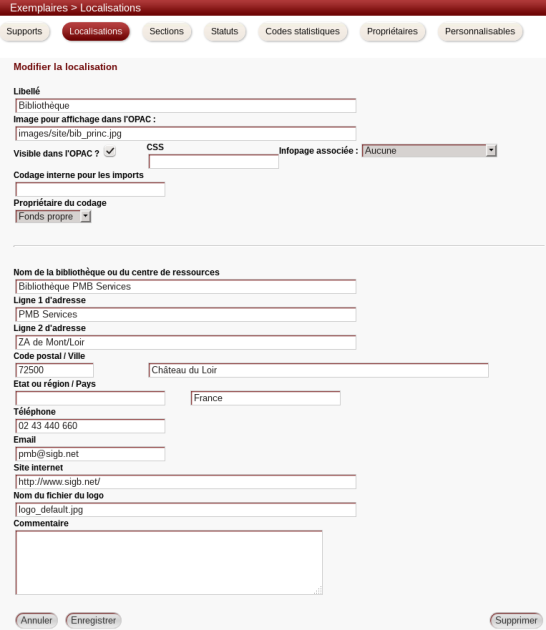 Exemplaires > Localisations
Supports Localisations Sections Statuts Codes statistiques Propriétaires Personnalisables
Modifier la localisation
Libellé
Bibliothèque
Image pour affichage dans l'OPAC :
images/site/bib_princ.jpg
Visible dans l'OPAC ? CSS Infopage associée : Aucune
Codage interne pour les imports
Propriétaire du codage
Fonds propre
Nom de la bibliothèque ou du centre de ressources
Bibliothèque PMB Services
Ligne 1 d'adresse
PMB Services
Ligne 2 d'adresse
ZA de Mont/Loir
Code postal / Ville
72500 Château du Loir
Etat ou région / Pays
France
Téléphone
02 43 440 660
Email
pmb@sigb.net
Site internet
http://www.sigb.net/
Nom du fichier du logo
logo_default.jpg
Commentaire
Annuler Enregistrer Supprimer